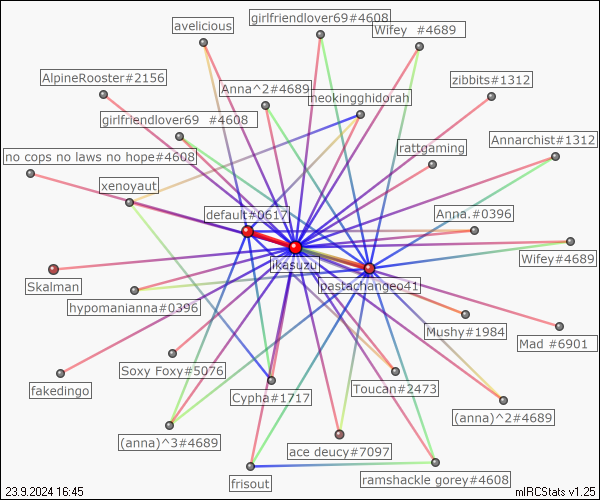 girlfriendlover69#4608
avelicious
Wifey #4689
AlpineRooster#2156
zibbits#1312
Anna^2#4689
neokingghidorah
girlfriendlover69 #4608
Annarchist#1312
no cops no laws no hope#4608
rattgaming
xenoyaut
default#0617
Anna.#0396
Wifey#4689
ikasuzu
Skalman
pastachangeo41
hypomanianna#0396
Mushy#1984
Mad #6901
Soxy Foxy#5076
fakedingo
Toucan#2473
Cypha#1717
(anna)^2#4689
(anna)^3#4689
ace deucy#7097
frisout
ramshackle gorey#4608
23.9.2024 16:45
mIRCStats v1.25